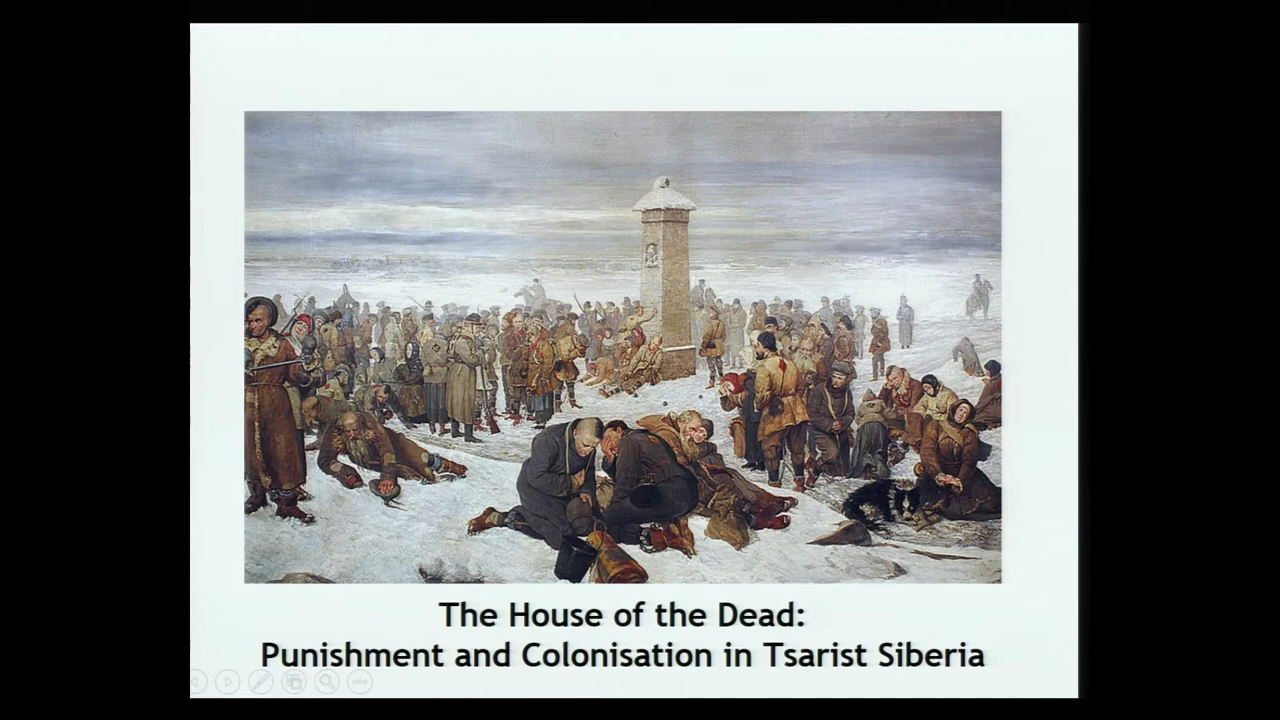 The House of the Dead:
Punishment and Colonisation in Tsarist Siberia